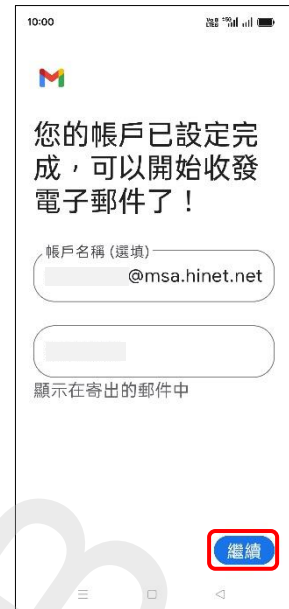 10:00
您的帳戶已設定完
成，可以開始收發
電子郵件了！
帳戶名稱 (選填)
@msa.hinet.net
顯示在寄出的郵件中
繼續